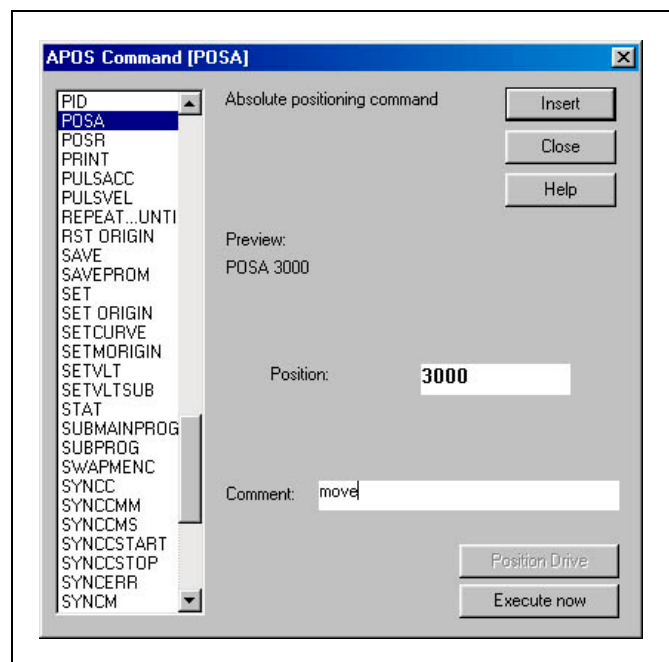 APOS Command [POSA]
PID
POSA
POSR
PRINT
PULSACC
PULSVEL
REPEAT...UNTI
RST ORIGIN
SAVE
SAVEPROM
SET
SET ORIGIN
SETCURVE
SETMORIGIN
SETVLT
SETVLTSUB
STAT
SUBMAINPROG
SUBPROG
SWAPMENC
SYNCC
SYNCCMM
SYNCCMS
SYNCCSTART
SYNCCSTOP
SYNCERR
SYNCM
Absolute positioning command
Insert
Close
Help
Preview:
POSA 3000
Position: 3000
Comment: move
Position Drive
Execute now